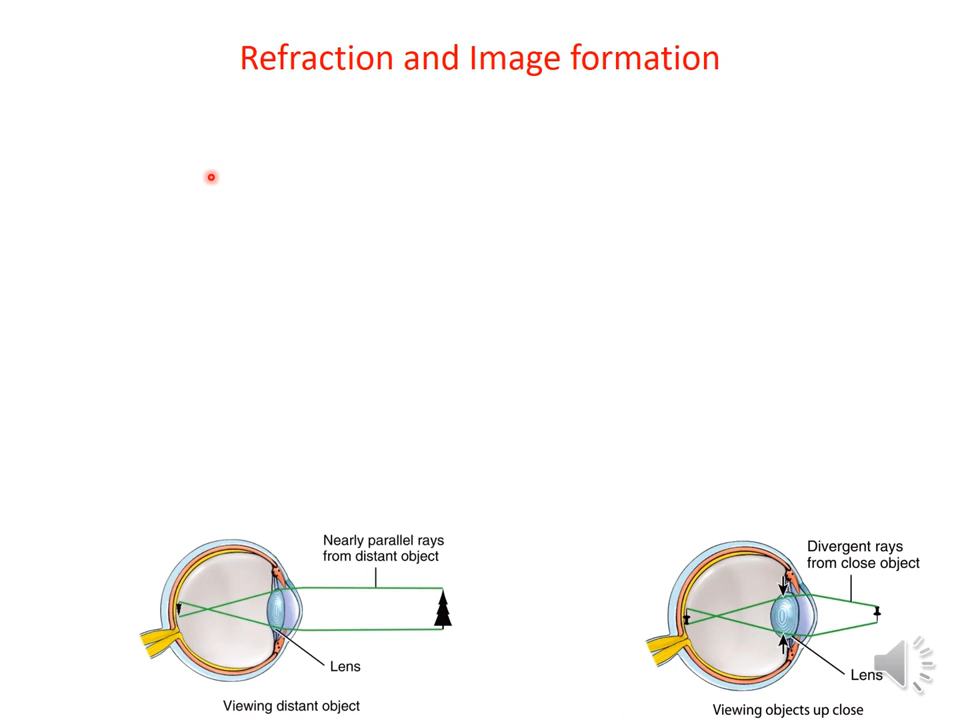 Refraction and Image formation
Nearly parallel rays
from distant object
Lens
Viewing distant object
Divergent rays
from close object
Lens
Viewing objects up close